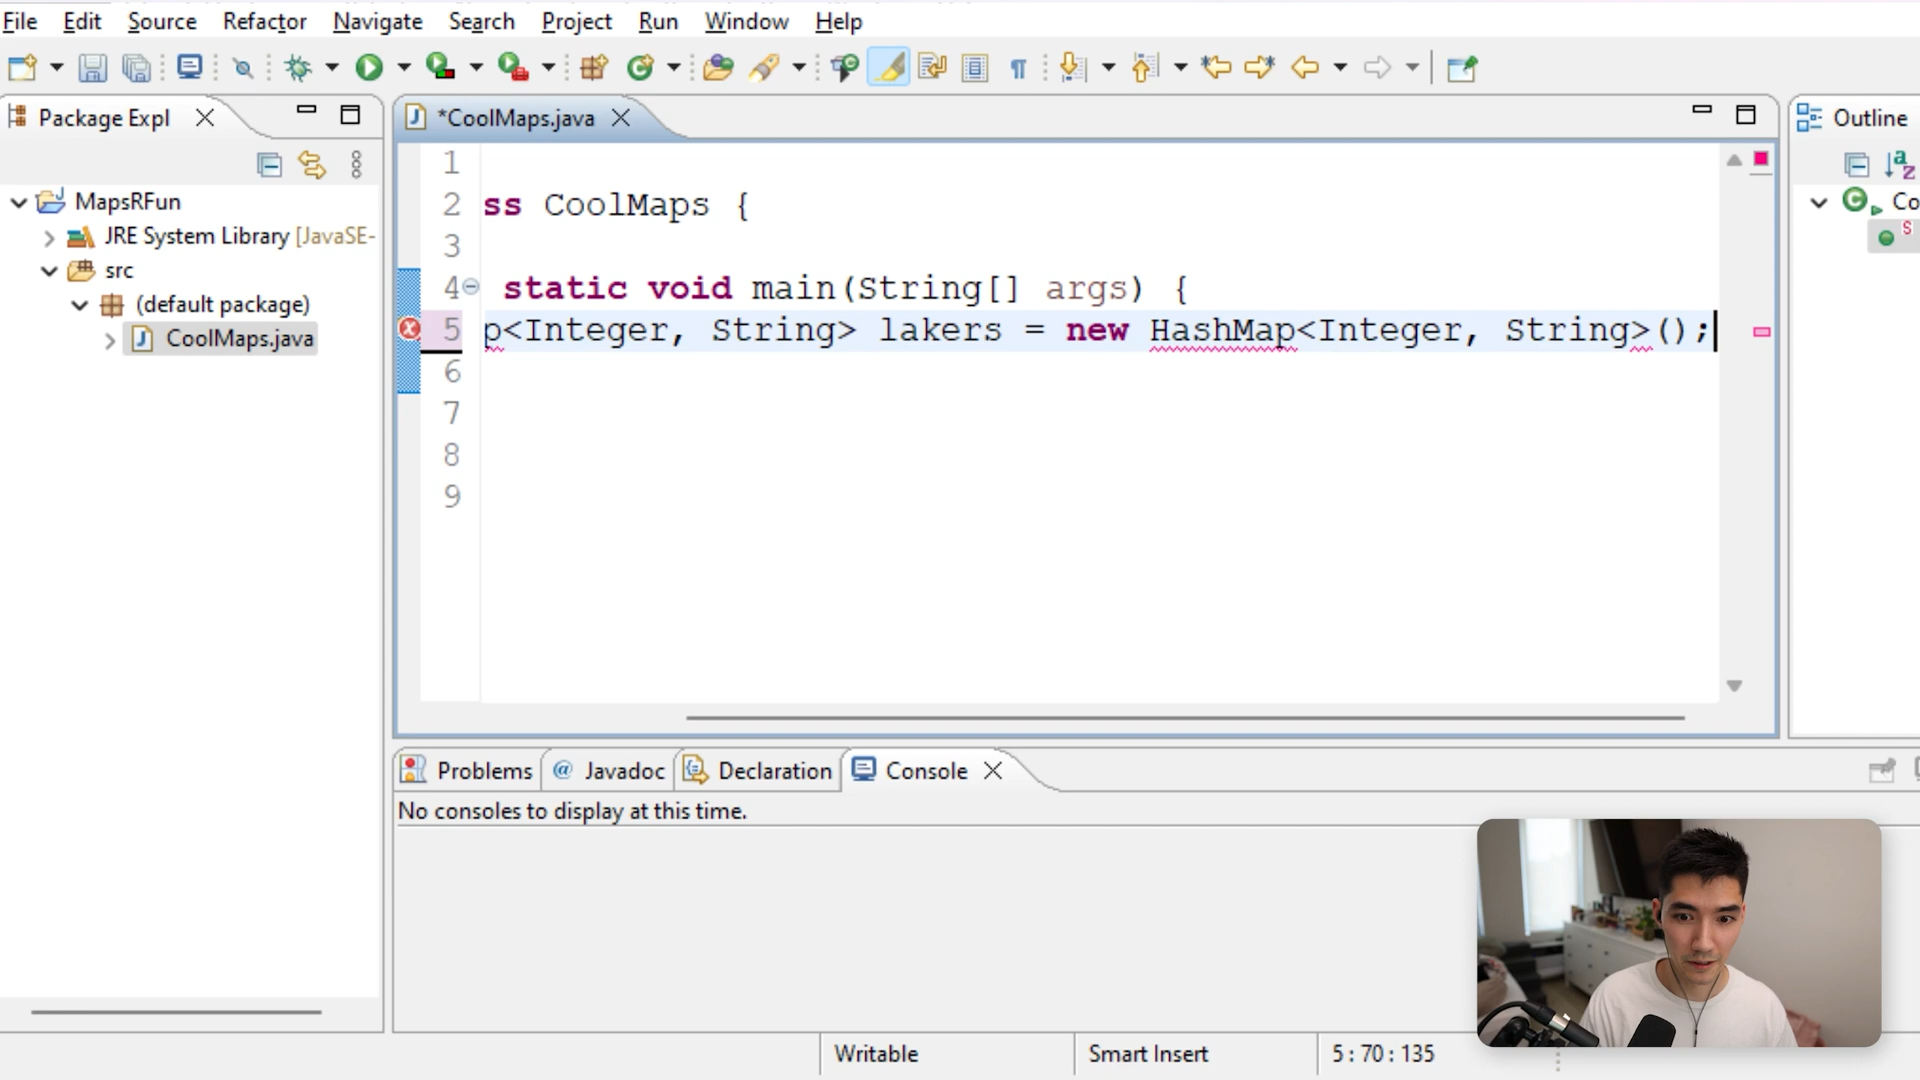 File Edit Source Refactor Navigate Search Project Run Window Help
Package Expl
*CoolMaps.java
Outline
MapsRFun
JRE System Library [JavaSE-
src
(default package)
CoolMaps.java
1
2 ss CoolMaps {
3
4 static void main(String[] args) {
5 p<Integer, String> lakers = new HashMap<Integer, String>();
6
7
8
9
Co
S
Problems Javadoc Declaration Console
No consoles to display at this time.
Writable Smart Insert 5 : 70 : 135